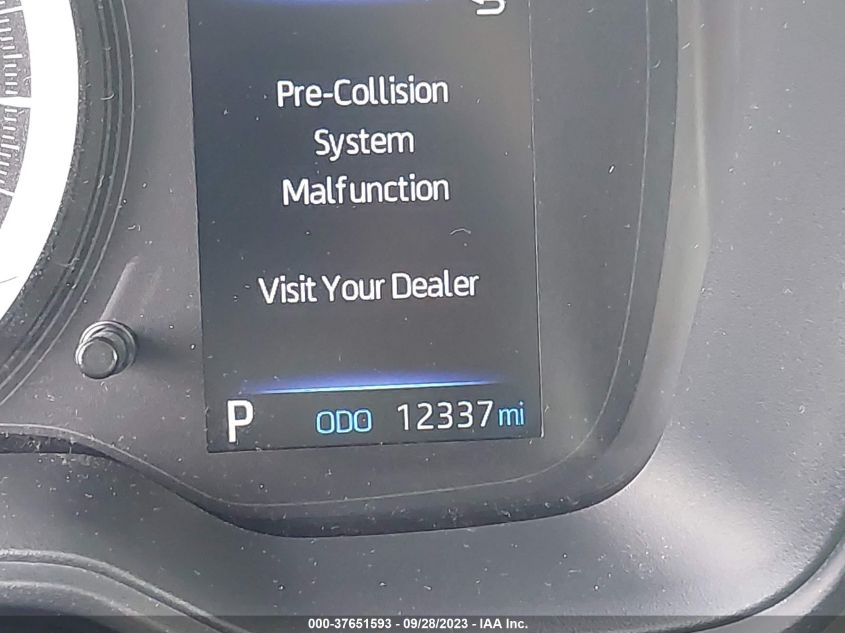 Pre-Collision
System
Malfunction
Visit Your Dealer
P ODO 12337 mi
000-37651593 - 09/28/2023 - IAA Inc.